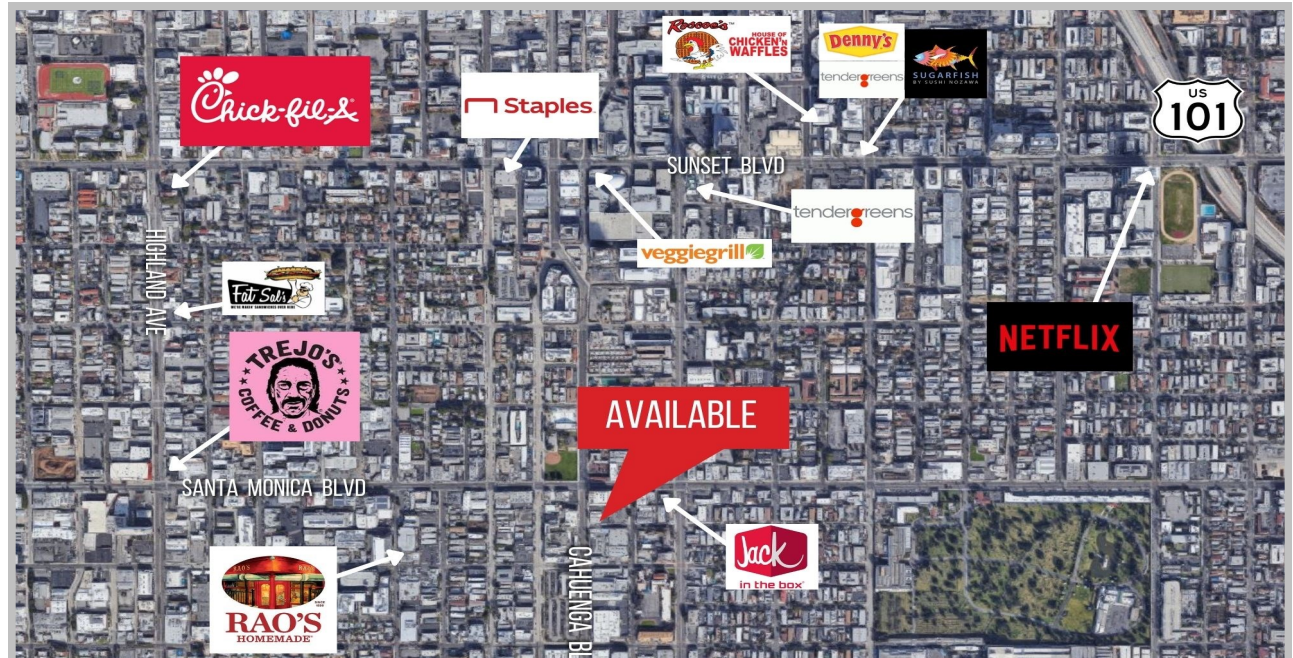 Roscoe's™
HOUSE OF
CHICKEN'N
WAFFLES
Denny's
tendergreens
SUGARFISH
BY SUSHI NOZAWA
US
101
Chick-fil-A
Staples
SUNSET BLVD
tendergreens
veggiegrill
HIGHLAND AVE
Fat Sal's
NETFLIX
TREJO'S
COFFEE & DONUTS
AVAILABLE
SANTA MONICA BLVD
CAHUENGA BL
Jack
in the box
RAO'S
RAO'S
HOMEMADE